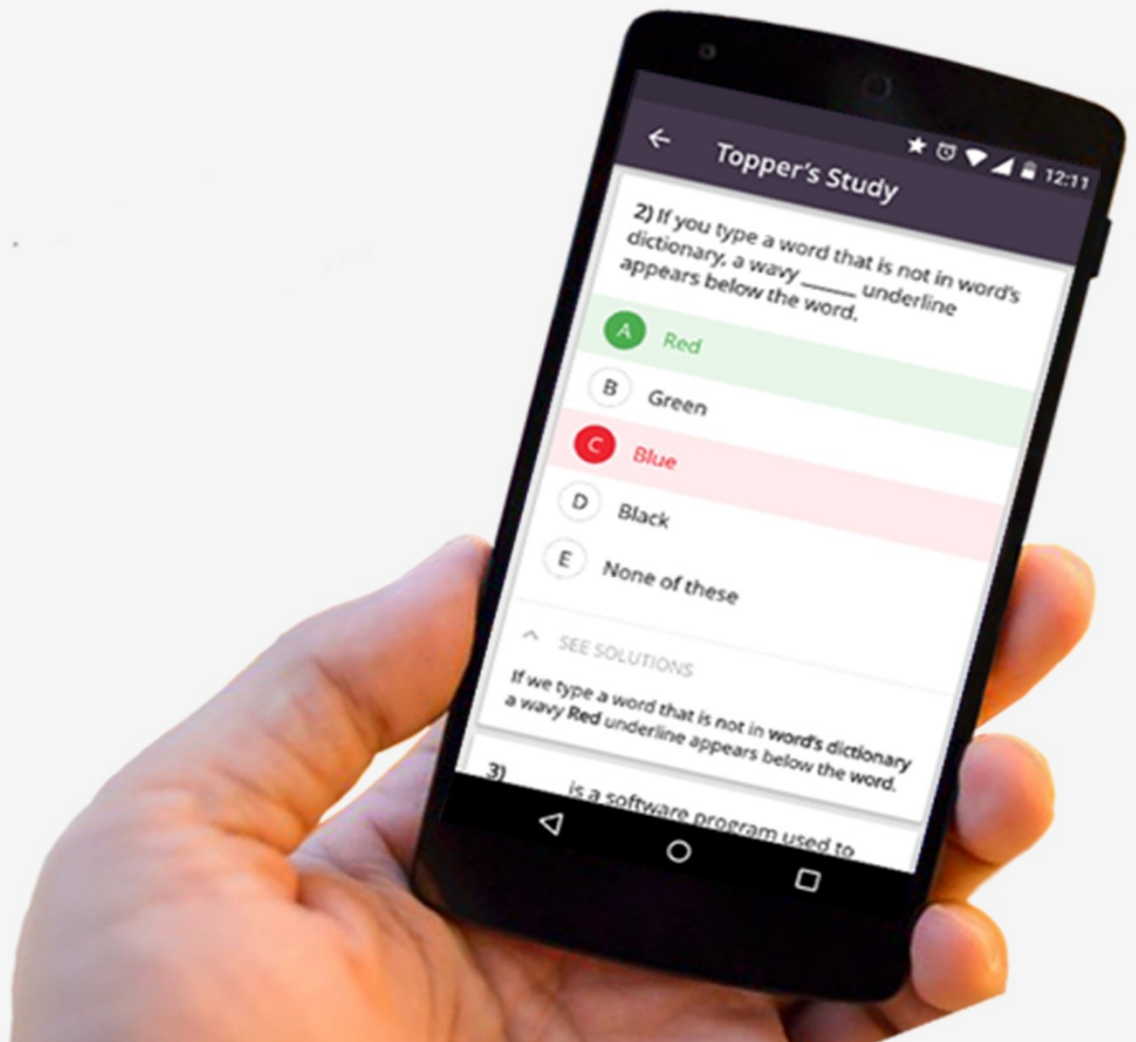 12:11
Topper's Study
2) If you type a word that is not in word's
dictionary, a wavy ______ underline
appears below the word.
A Red
B Green
C Blue
D Black
E None of these
SEE SOLUTIONS
If we type a word that is not in word's dictionary
a wavy Red underline appears below the word.
3) ______ is a software program used to